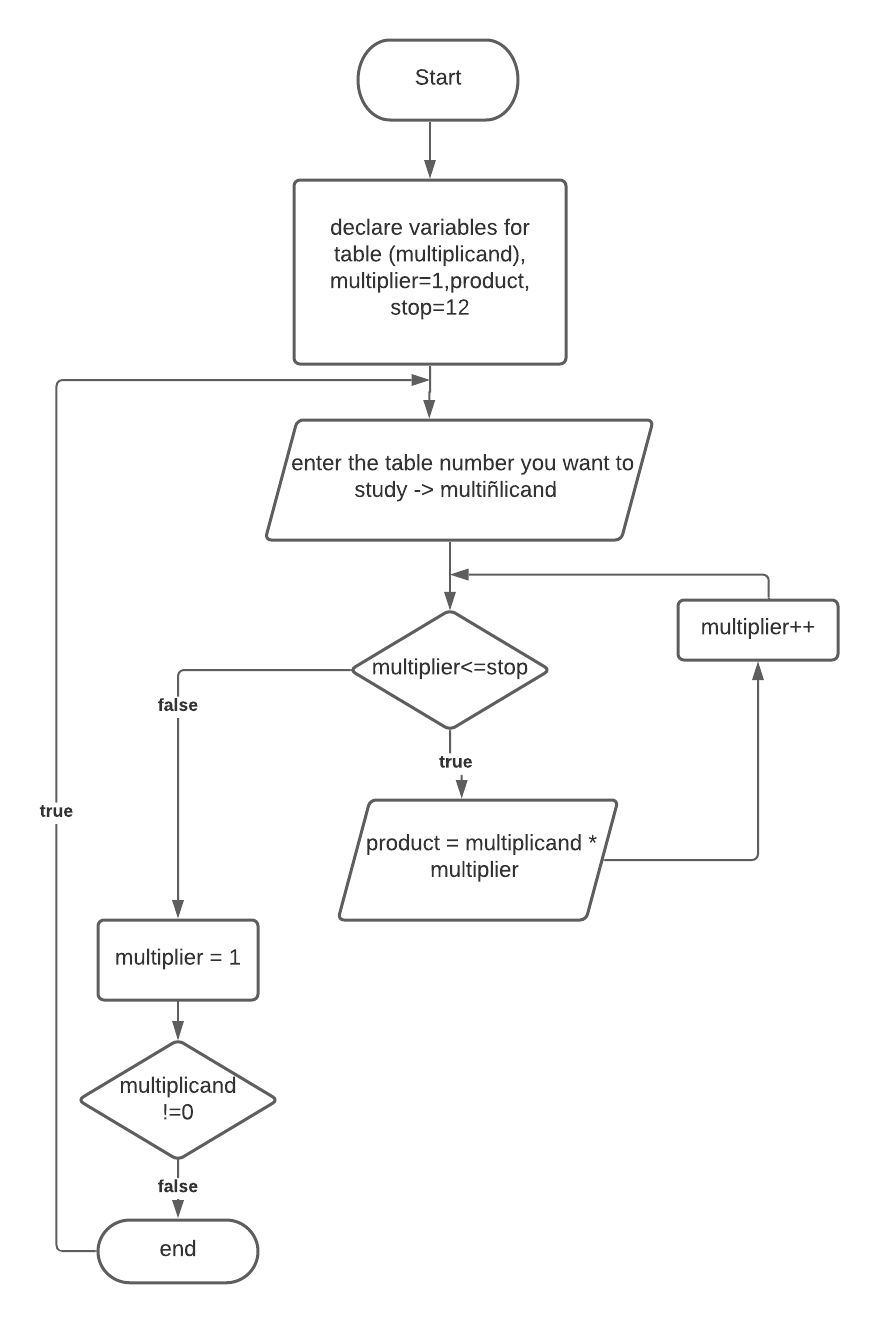 Start
declare variables for
table (multiplicand),
multiplier=1,product,
stop=12
enter the table number you want to
study -> multiñlicand
multiplier++
multiplier<=stop
false
true
true
product = multiplicand *
multiplier
multiplier = 1
multiplicand
!=0
false
end